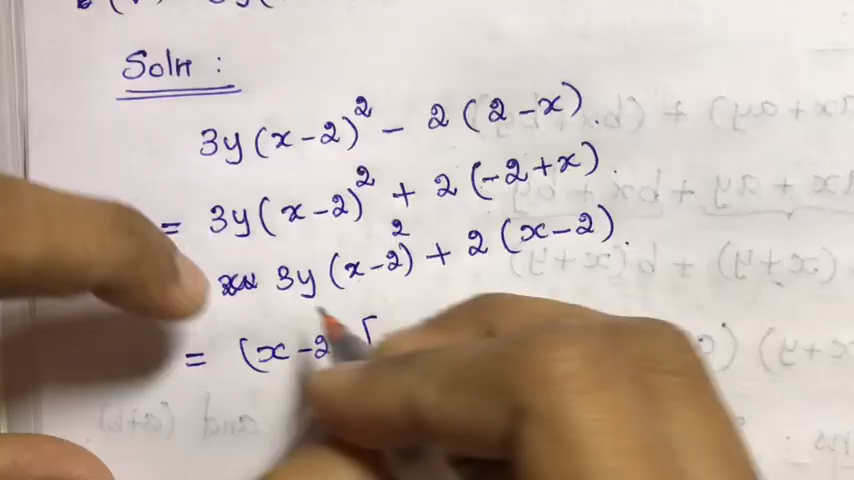 Soln :
3y(x-2)² - 2(2-x).
= 3y(x-2)² + 2(-2+x).
3y(x-2)² + 2(x-2).
= (x-2) [